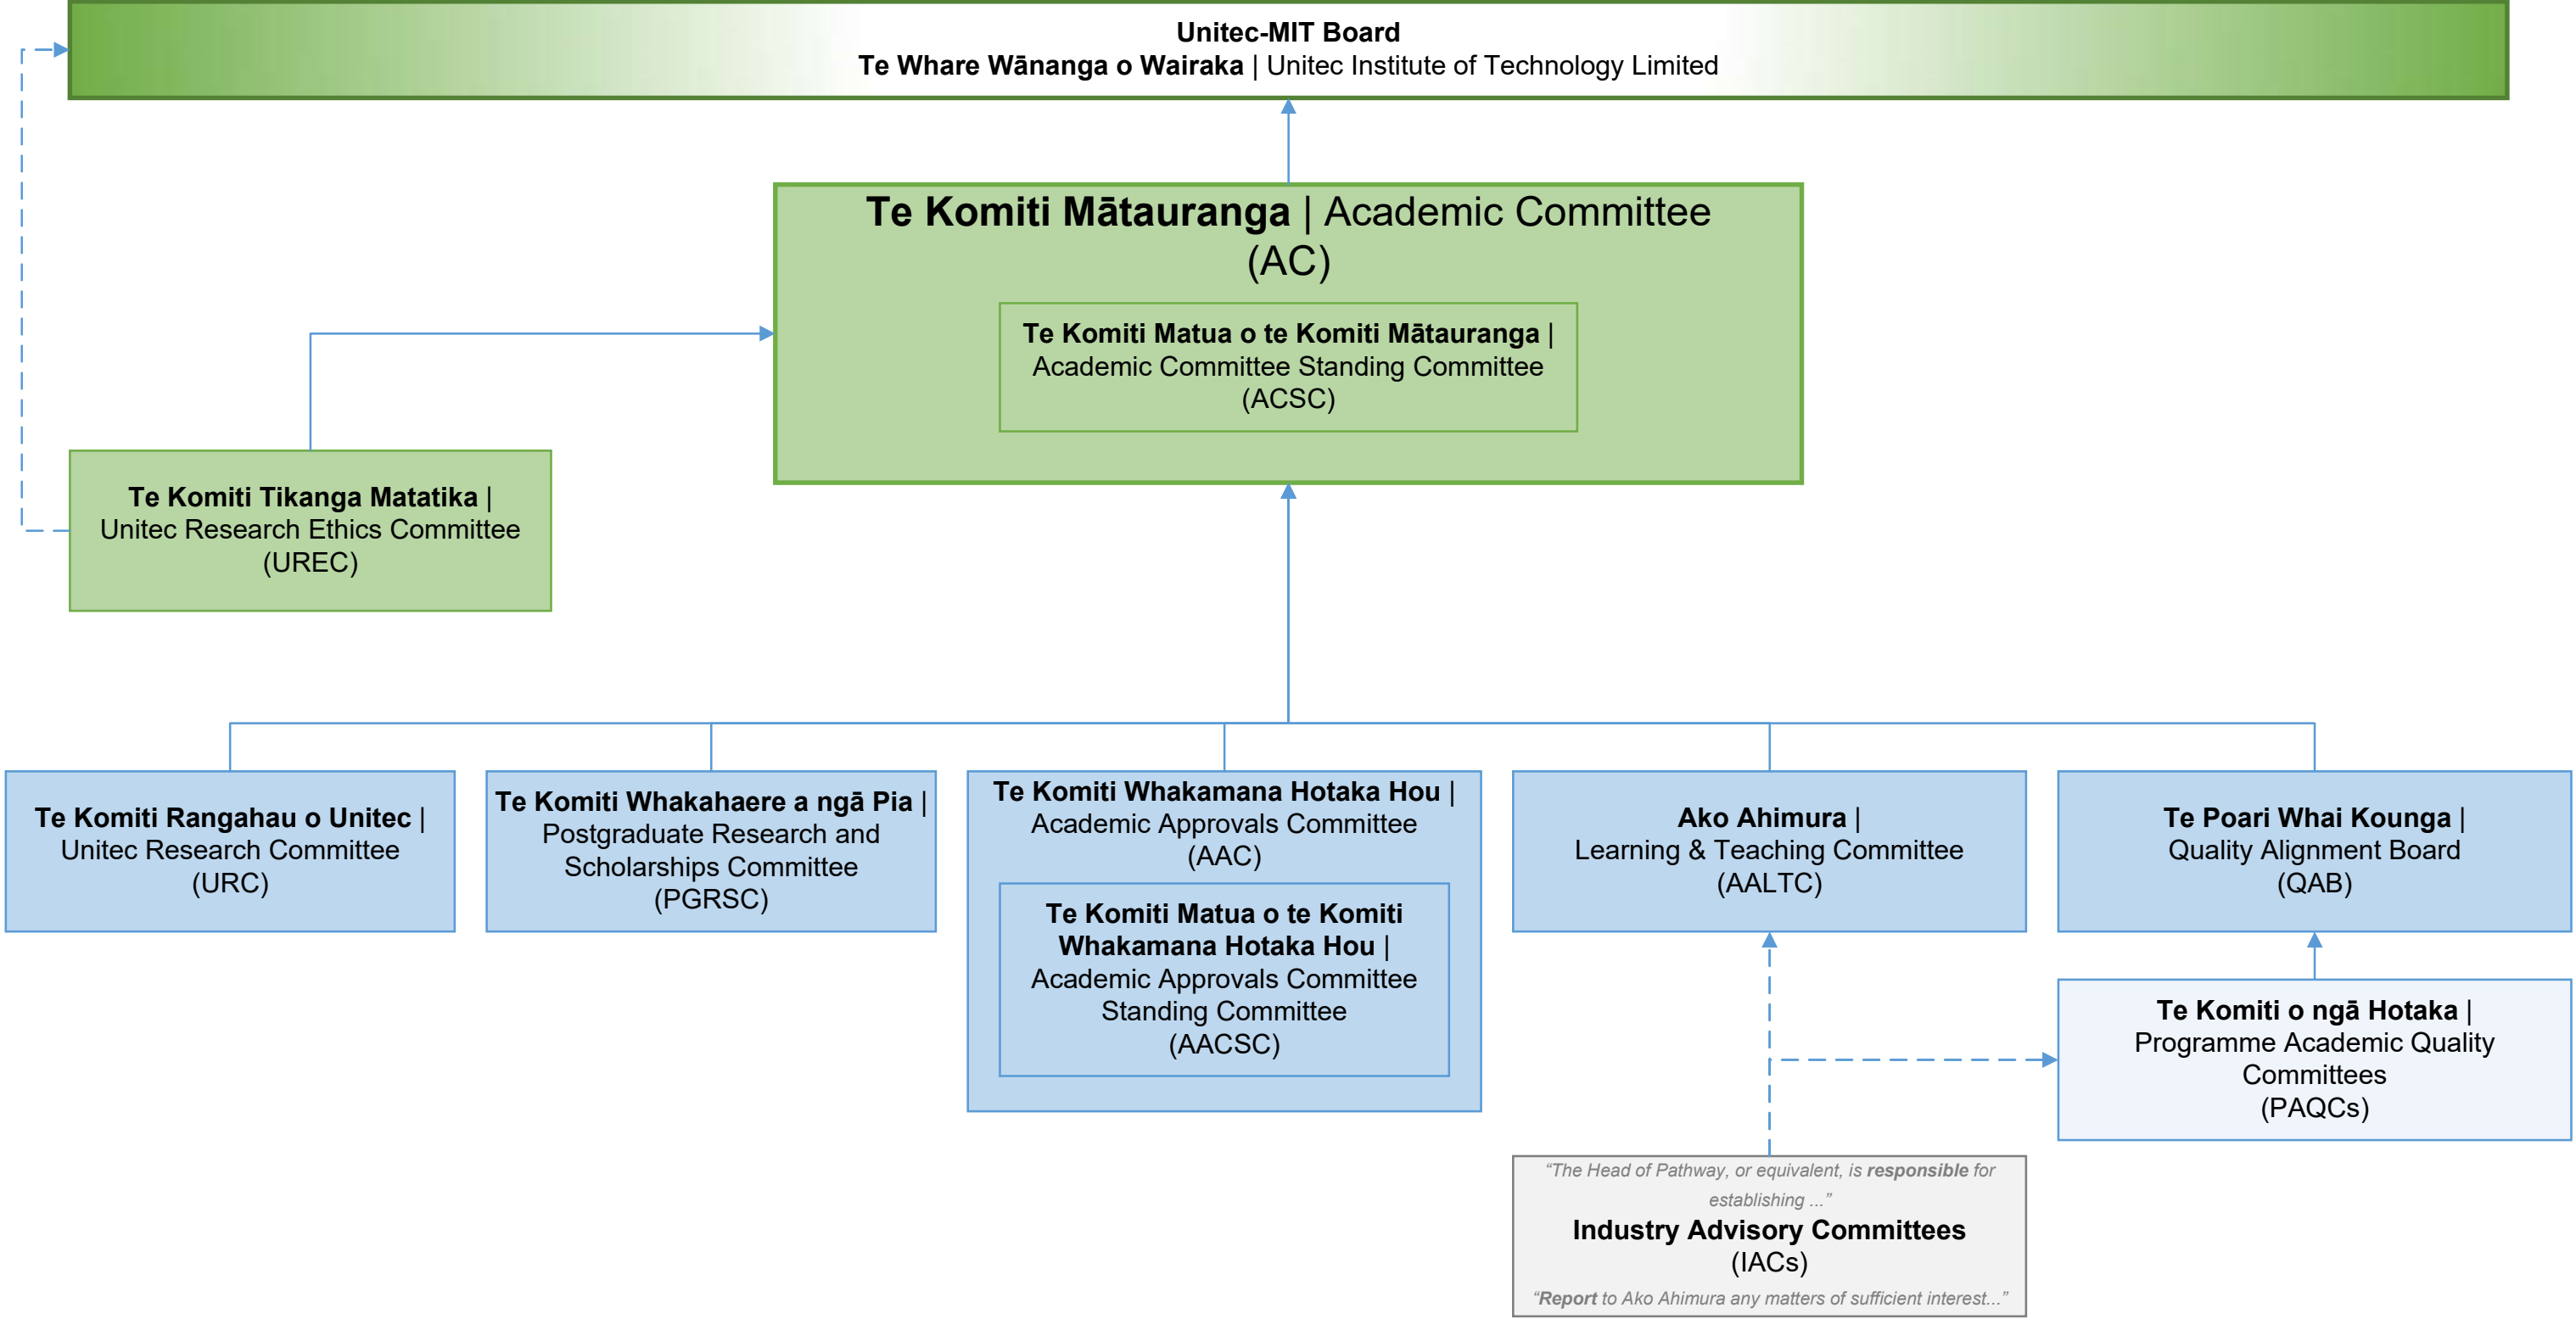 Unitec-MIT Board
Te Whare Wānanga o Wairaka | Unitec Institute of Technology Limited
Te Komiti Mātauranga | Academic Committee
(AC)
Te Komiti Matua o te Komiti Mātauranga |
Academic Committee Standing Committee
(ACSC)
Te Komiti Tikanga Matatika |
Unitec Research Ethics Committee
(UREC)
Te Komiti Rangahau o Unitec |
Unitec Research Committee
(URC)
Te Komiti Whakahaere a ngā Pia |
Postgraduate Research and
Scholarships Committee
(PGRSC)
Te Komiti Whakamana Hotaka Hou |
Academic Approvals Committee
(AAC)
Te Komiti Matua o te Komiti
Whakamana Hotaka Hou |
Academic Approvals Committee
Standing Committee
(AACSC)
Ako Ahimura |
Learning & Teaching Committee
(AALTC)
Te Poari Whai Kounga |
Quality Alignment Board
(QAB)
Te Komiti o ngā Hotaka |
Programme Academic Quality
Committees
(PAQCs)
“The Head of Pathway, or equivalent, is responsible for
establishing ...”
Industry Advisory Committees
(IACs)
“Report to Ako Ahimura any matters of sufficient interest...”